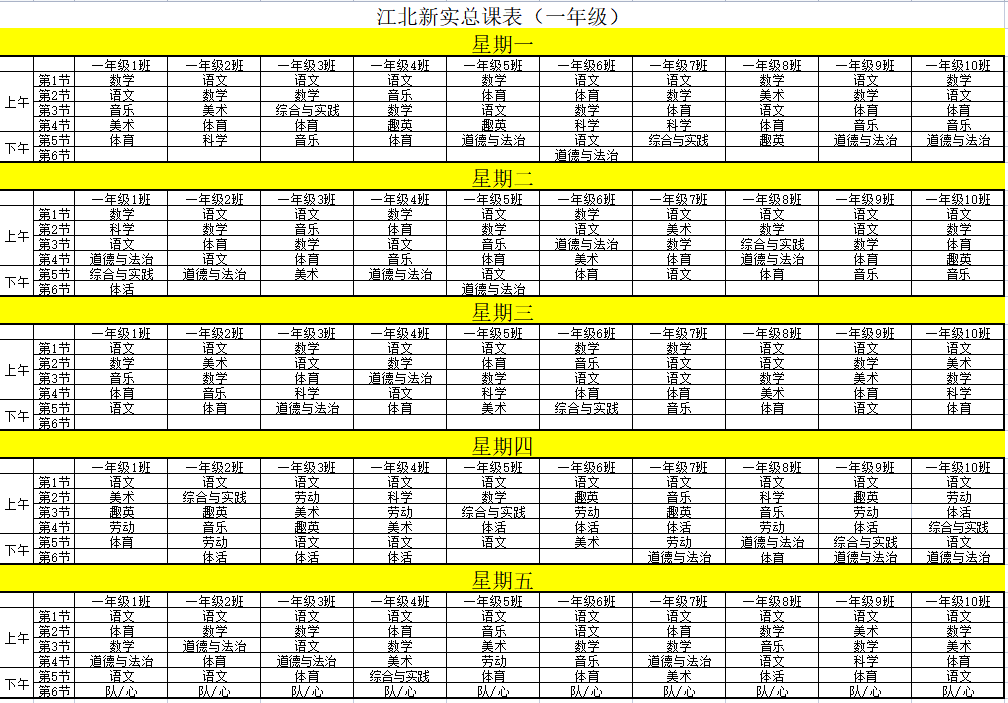 江北新实总课表（一年级）
星期一
一年级1班 一年级2班 一年级3班 一年级4班 一年级5班 一年级6班 一年级7班 一年级8班 一年级9班 一年级10班
上午 第1节 数学 语文 语文 语文 数学 语文 语文 数学 语文 数学
第2节 语文 数学 数学 音乐 体育 体育 数学 美术 数学 语文
第3节 音乐 美术 综合与实践 数学 语文 数学 体育 语文 体育 体育
第4节 美术 体育 体育 趣英 趣英 科学 科学 体育 音乐 音乐
下午 第5节 体育 科学 音乐 体育 道德与法治 语文 综合与实践 趣英 道德与法治 道德与法治
第6节 道德与法治
星期二
一年级1班 一年级2班 一年级3班 一年级4班 一年级5班 一年级6班 一年级7班 一年级8班 一年级9班 一年级10班
上午 第1节 数学 语文 语文 数学 语文 数学 语文 语文 语文 语文
第2节 科学 数学 音乐 体育 数学 语文 美术 数学 语文 数学
第3节 语文 体育 数学 语文 音乐 道德与法治 数学 综合与实践 数学 体育
第4节 道德与法治 语文 体育 音乐 体育 美术 体育 道德与法治 体育 趣英
下午 第5节 综合与实践 道德与法治 美术 道德与法治 语文 体育 语文 体育 音乐 音乐
第6节 体活 道德与法治
星期三
一年级1班 一年级2班 一年级3班 一年级4班 一年级5班 一年级6班 一年级7班 一年级8班 一年级9班 一年级10班
上午 第1节 语文 语文 数学 语文 语文 数学 数学 语文 语文 语文
第2节 数学 美术 语文 数学 体育 音乐 语文 语文 数学 美术
第3节 音乐 数学 体育 道德与法治 数学 语文 语文 数学 美术 数学
第4节 体育 音乐 科学 语文 科学 体育 体育 美术 体育 科学
下午 第5节 语文 体育 道德与法治 体育 美术 综合与实践 音乐 体育 语文 体育
第6节
星期四
一年级1班 一年级2班 一年级3班 一年级4班 一年级5班 一年级6班 一年级7班 一年级8班 一年级9班 一年级10班
上午 第1节 语文 语文 语文 语文 语文 语文 语文 语文 语文 语文
第2节 美术 综合与实践 劳动 科学 数学 趣英 音乐 科学 趣英 劳动
第3节 趣英 趣英 美术 劳动 综合与实践 劳动 趣英 音乐 劳动 体活
第4节 劳动 音乐 趣英 美术 体活 体活 体活 劳动 体活 综合与实践
下午 第5节 体育 劳动 语文 语文 语文 美术 劳动 道德与法治 综合与实践 语文
第6节 体活 体活 体活 道德与法治 体育 道德与法治 道德与法治
星期五
一年级1班 一年级2班 一年级3班 一年级4班 一年级5班 一年级6班 一年级7班 一年级8班 一年级9班 一年级10班
上午 第1节 语文 语文 语文 语文 语文 语文 语文 语文 语文 语文
第2节 体育 数学 数学 体育 音乐 语文 体育 数学 美术 数学
第3节 数学 道德与法治 语文 数学 美术 数学 数学 音乐 数学 美术
第4节 道德与法治 体育 道德与法治 美术 劳动 音乐 道德与法治 语文 科学 体育
下午 第5节 语文 语文 体育 综合与实践 体育 体育 美术 体活 体育 语文
第6节 队/心 队/心 队/心 队/心 队/心 队/心 队/心 队/心 队/心 队/心